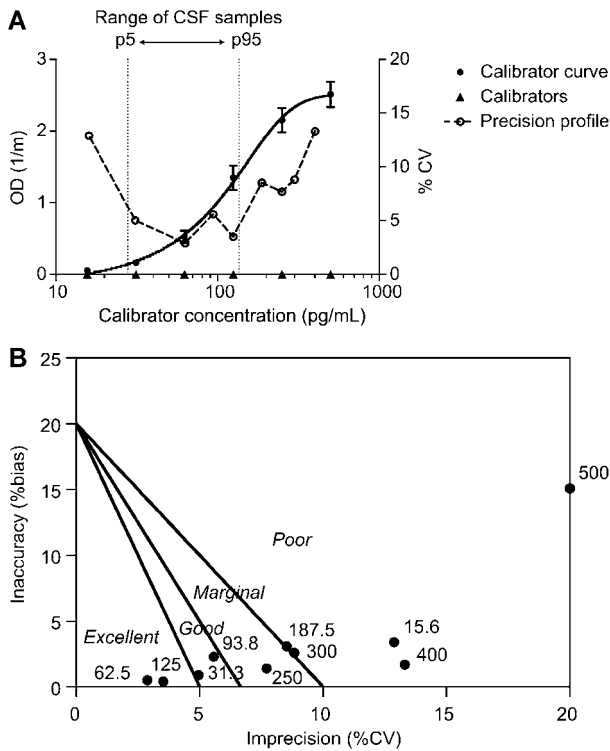 A
Range of CSF samples
p5 p95
3 20
2 15
1 10
0 5
0
OD (1/m)
% CV
10 100 1000
Calibrator concentration (pg/mL)
Calibrator curve
Calibrators
Precision profile
B
25
20
15
10
5
0
Inaccuracy (%bias)
500
Poor
Marginal
Good
Excellent
187.5
15.6
93.8
300
400
62.5
125
31.3
250
0 5 10 15 20
Imprecision (%CV)